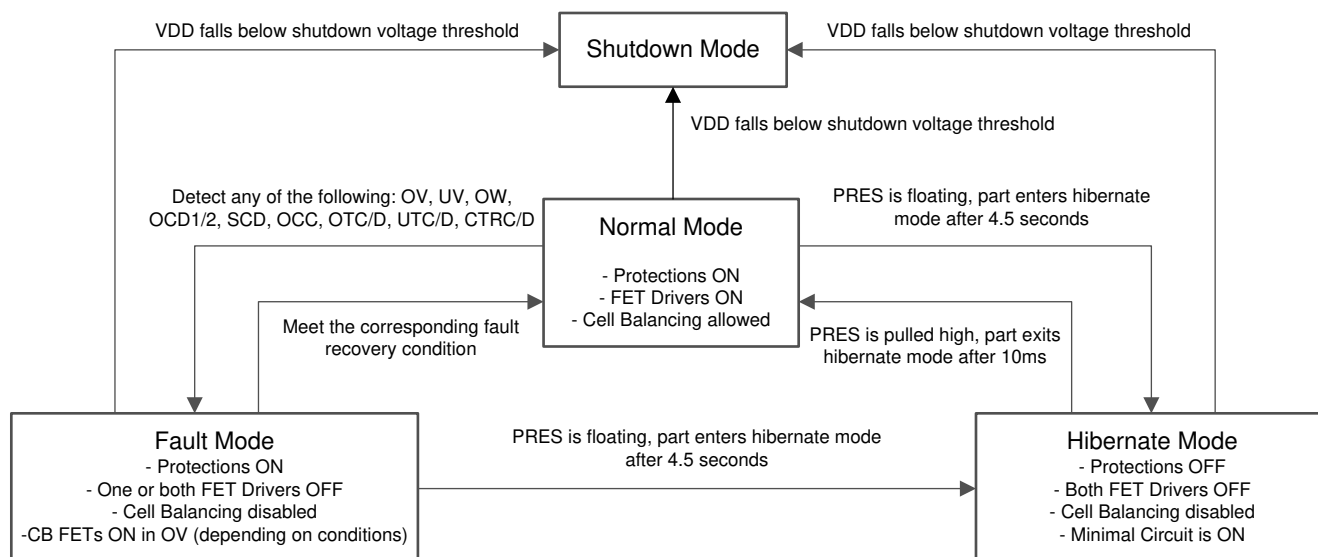 VDD falls below shutdown voltage threshold
Shutdown Mode
VDD falls below shutdown voltage threshold
VDD falls below shutdown voltage threshold
Detect any of the following: OV, UV, OW,
OCD1/2, SCD, OCC, OTC/D, UTC/D, CTRC/D
PRES is floating, part enters hibernate
mode after 4.5 seconds
Normal Mode
- Protections ON
- FET Drivers ON
- Cell Balancing allowed
Meet the corresponding fault
recovery condition
PRES is pulled high, part exits
hibernate mode after 10ms
Fault Mode
- Protections ON
- One or both FET Drivers OFF
- Cell Balancing disabled
-CB FETs ON in OV (depending on conditions)
PRES is floating, part enters hibernate mode
after 4.5 seconds
Hibernate Mode
- Protections OFF
- Both FET Drivers OFF
- Cell Balancing disabled
- Minimal Circuit is ON